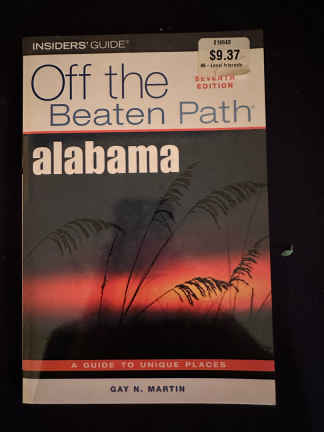 INSIDERS' GUIDE®
$9.37
Off the
SEVENTH
EDITION
Beaten Path®
alabama
A GUIDE TO UNIQUE PLACES
GAY N. MARTIN